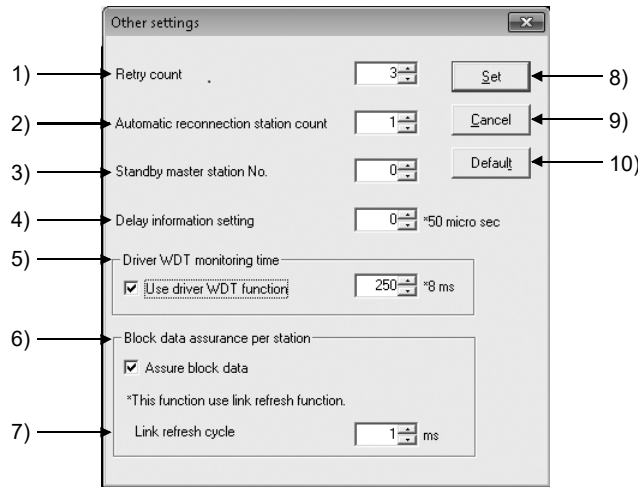 Other settings
1) Retry count 3 Set 8)
2) Automatic reconnection station count 1 Cancel 9)
3) Standby master station No. 0 Default 10)
4) Delay information setting 0 *50 micro sec
5) Driver WDT monitoring time
Use driver WDT function 250 *8 ms
6) Block data assurance per station
Assure block data
*This function use link refresh function.
7) Link refresh cycle 1 ms